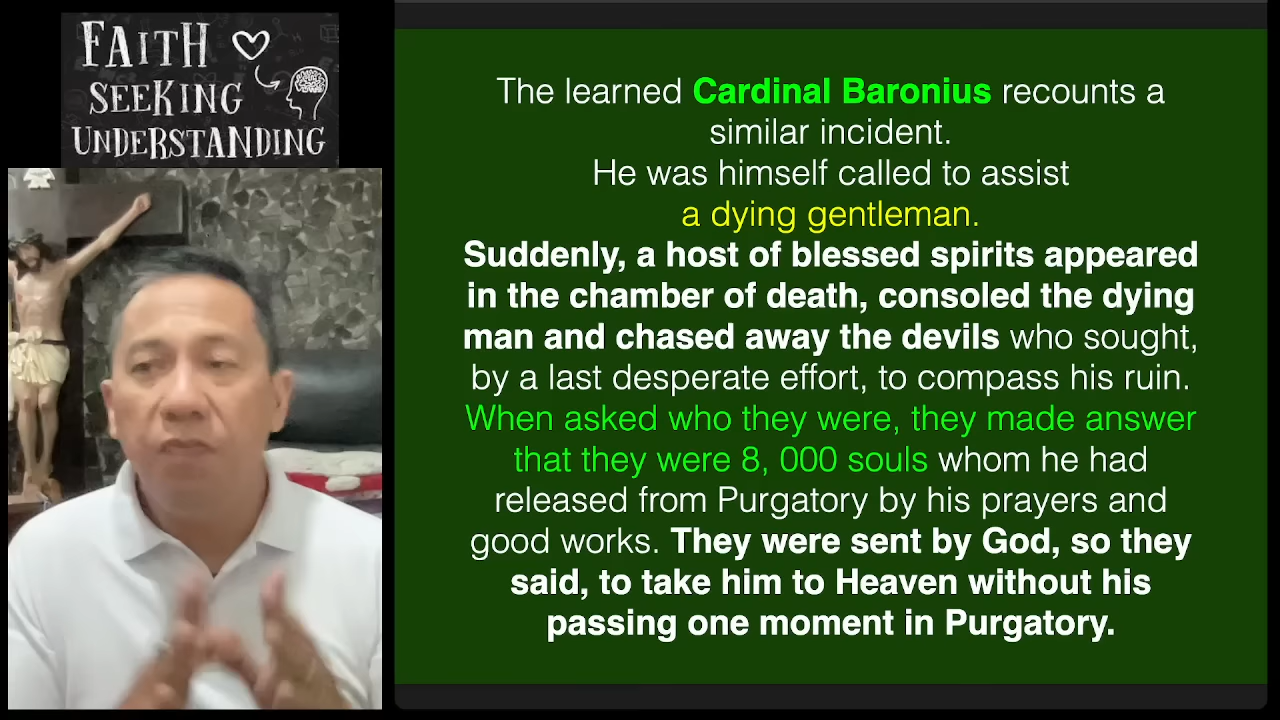 FAITH
SEEKING
UNDERSTANDING
The learned Cardinal Baronius recounts a
similar incident.
He was himself called to assist
a dying gentleman.
Suddenly, a host of blessed spirits appeared
in the chamber of death, consoled the dying
man and chased away the devils who sought,
by a last desperate effort, to compass his ruin.
When asked who they were, they made answer
that they were 8, 000 souls whom he had
released from Purgatory by his prayers and
good works. They were sent by God, so they
said, to take him to Heaven without his
passing one moment in Purgatory.